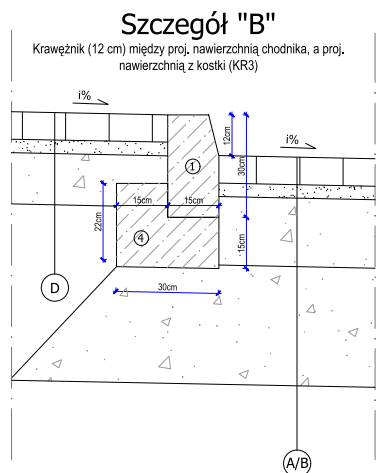 Szczegół "B"
Krawężnik (12 cm) między proj. nawierzchnią chodnika, a proj.
nawierzchnią z kostki (KR3)
i%
i%
12cm
30cm
1
15cm
15cm
22cm
4
15cm
30cm
D
A/B